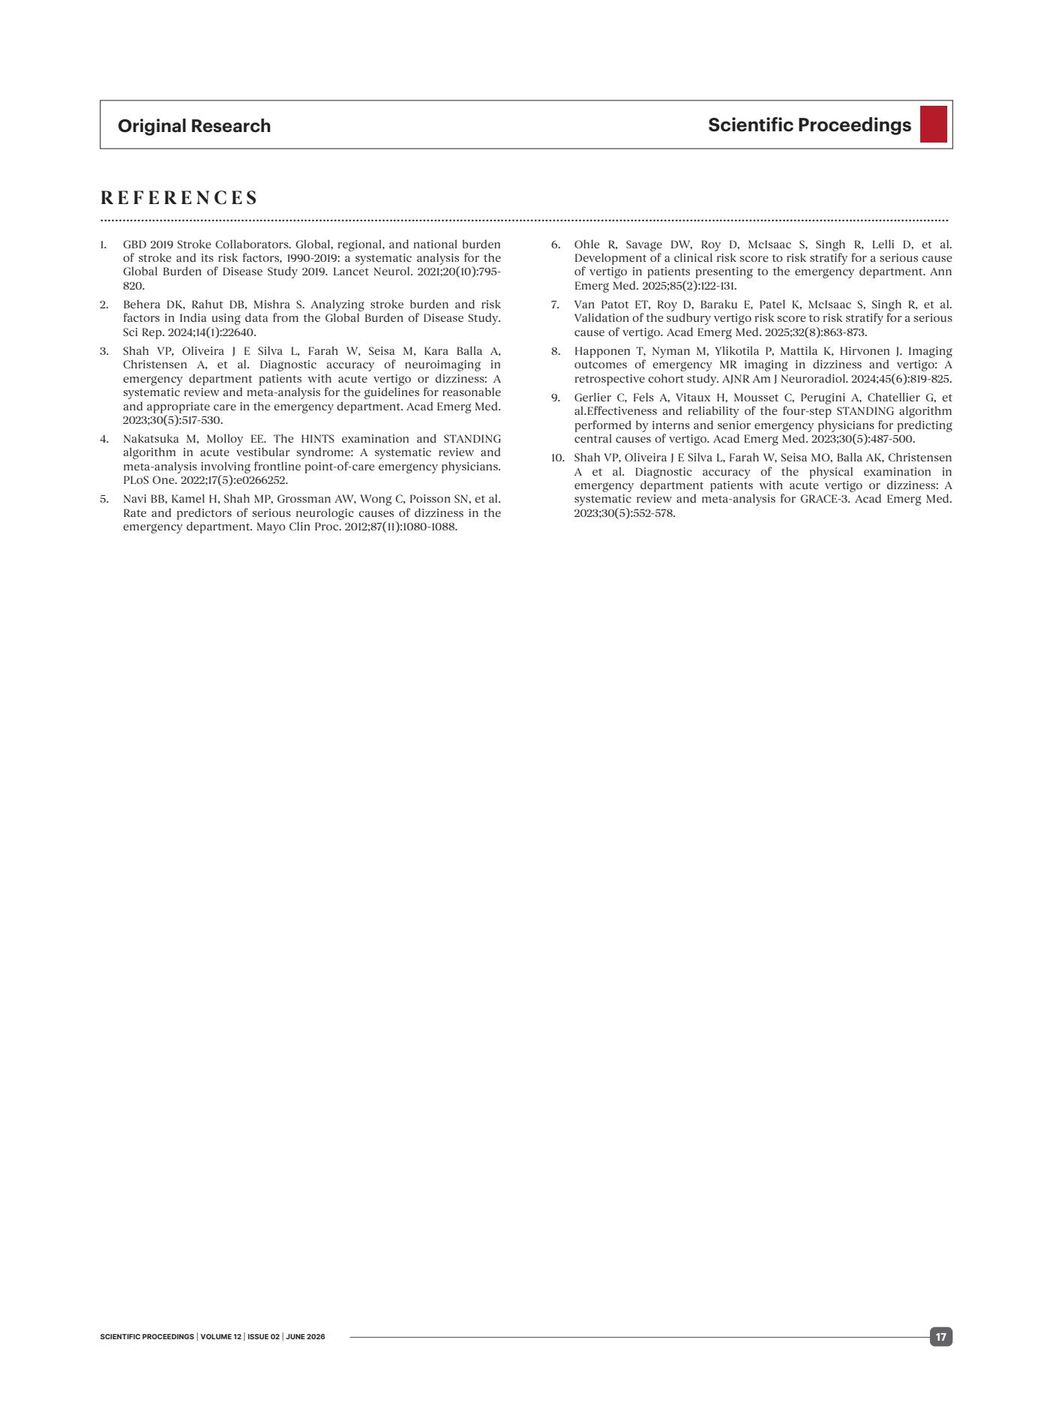 Original Research
Scientific Proceedings
REFERENCES
1. GBD 2019 Stroke Collaborators. Global, regional, and national burden
of stroke and its risk factors, 1990-2019: a systematic analysis for the
Global Burden of Disease Study 2019. Lancet Neurol. 2021;20(10):795-
820.
2. Behera DK, Rahut DB, Mishra S. Analyzing stroke burden and risk
factors in India using data from the Global Burden of Disease Study.
Sci Rep. 2024;14(1):22640.
3. Shah VP, Oliveira J E Silva L, Farah W, Seisa M, Kara Balla A,
Christensen A, et al. Diagnostic accuracy of neuroimaging in
emergency department patients with acute vertigo or dizziness: A
systematic review and meta-analysis for the guidelines for reasonable
and appropriate care in the emergency department. Acad Emerg Med.
2023;30(5):517-530.
4. Nakatsuka M, Molloy EE. The HINTS examination and STANDING
algorithm in acute vestibular syndrome: A systematic review and
meta-analysis involving frontline point-of-care emergency physicians.
PLoS One. 2022;17(5):e0266252.
5. Navi BB, Kamel H, Shah MP, Grossman AW, Wong C, Poisson SN, et al.
Rate and predictors of serious neurologic causes of dizziness in the
emergency department. Mayo Clin Proc. 2012;87(11):1080-1088.
6. Ohle R, Savage DW, Roy D, McIsaac S, Singh R, Lelli D, et al.
Development of a clinical risk score to risk stratify for a serious cause
of vertigo in patients presenting to the emergency department. Ann
Emerg Med. 2025;85(2):122-131.
7. Van Patot ET, Roy D, Baraku E, Patel K, McIsaac S, Singh R, et al.
Validation of the sudbury vertigo risk score to risk stratify for a serious
cause of vertigo. Acad Emerg Med. 2025;32(8):863-873.
8. Happonen T, Nyman M, Ylikotila P, Mattila K, Hirvonen J. Imaging
outcomes of emergency MR imaging in dizziness and vertigo: A
retrospective cohort study. AJNR Am J Neuroradiol. 2024;45(6):819-825.
9. Gerlier C, Fels A, Vitaux H, Mousset C, Perugini A, Chatellier G, et
al.Effectiveness and reliability of the four-step STANDING algorithm
performed by interns and senior emergency physicians for predicting
central causes of vertigo. Acad Emerg Med. 2023;30(5):487-500.
10. Shah VP, Oliveira J E Silva L, Farah W, Seisa MO, Balla AK, Christensen
A et al. Diagnostic accuracy of the physical examination in
emergency department patients with acute vertigo or dizziness: A
systematic review and meta-analysis for GRACE-3. Acad Emerg Med.
2023;30(5):552-578.
SCIENTIFIC PROCEEDINGS | VOLUME 12 | ISSUE 02 | JUNE 2026
17